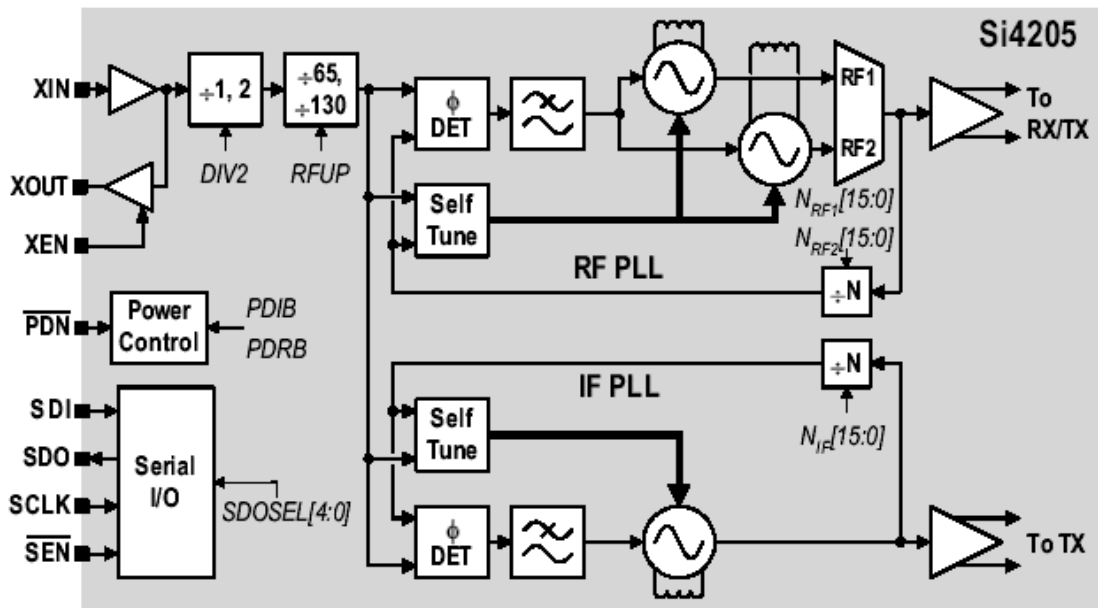 Si4205
XIN
÷1, 2
÷65,
÷130
ϕ
DET
RF1
RF2
To
RX/TX
DIV2
RFUP
XOUT
XEN
Self
Tune
N_RF1[15:0]
N_RF2[15:0]
RF PLL
÷N
PDN
Power
Control
PDIB
PDRB
IF PLL
÷N
N_IF[15:0]
SDI
SDO
SCLK
SEN
Serial
I/O
SDOSEL[4:0]
Self
Tune
ϕ
DET
To TX